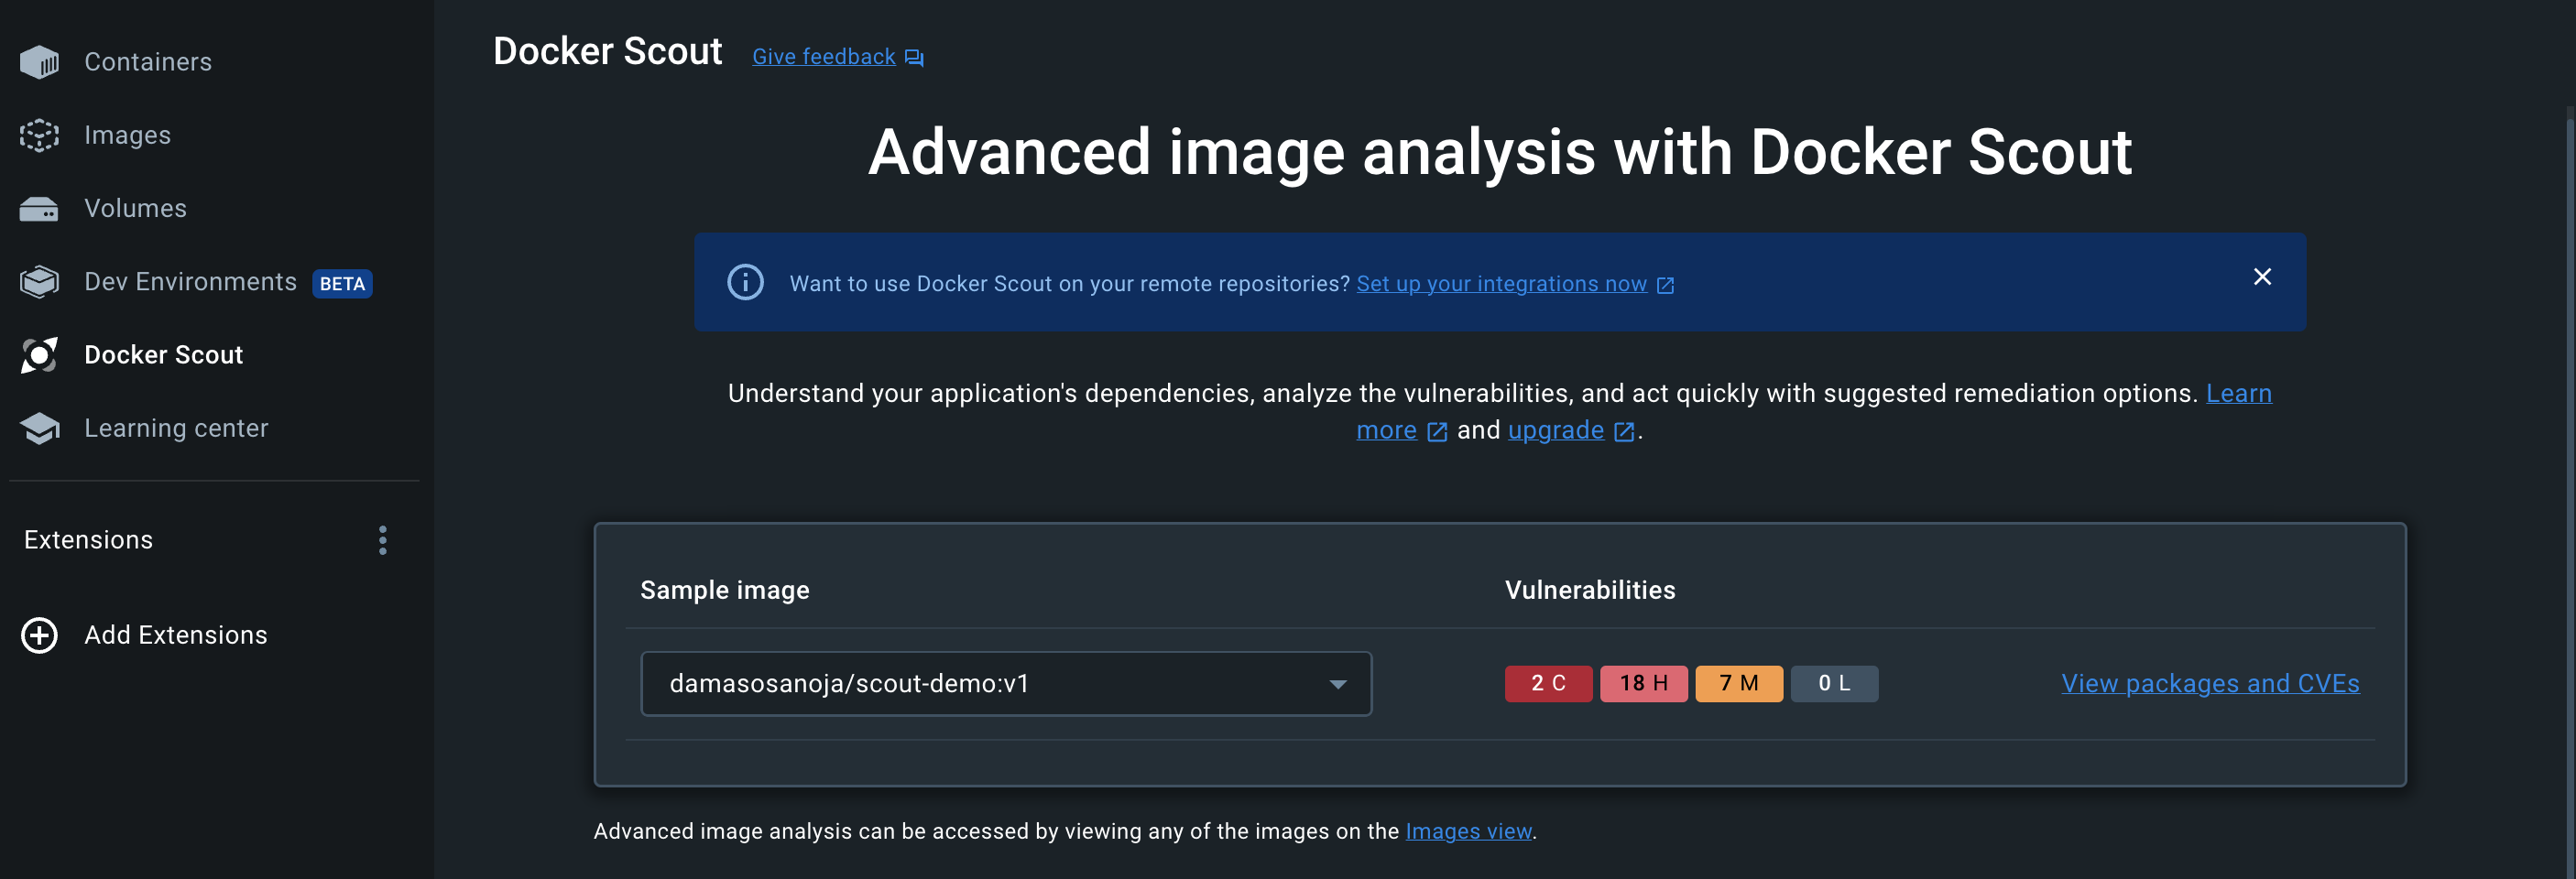 Containers
Images
Volumes
Dev Environments BETA
Docker Scout
Learning center
Extensions
Add Extensions
Docker Scout Give feedback
Advanced image analysis with Docker Scout
Want to use Docker Scout on your remote repositories? Set up your integrations now
Understand your application's dependencies, analyze the vulnerabilities, and act quickly with suggested remediation options. Learn
more and upgrade.
Sample image Vulnerabilities
damasosanoja/scout-demo:v1 2 C 18 H 7 M 0 L View packages and CVEs
Advanced image analysis can be accessed by viewing any of the images on the Images view.